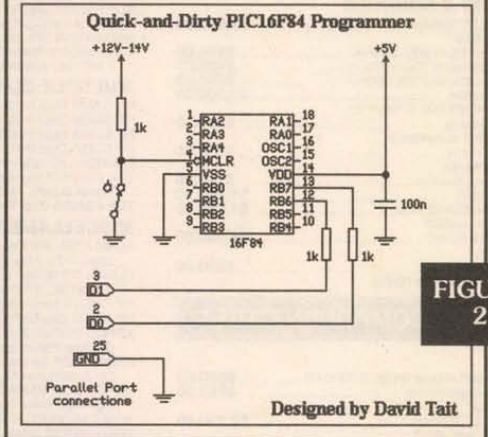 Quick-and-Dirty PIC16F84 Programmer
+12V-14V
+5V
1k
1 RA2 RA1 18
2 RA3 RA0 17
3 RA4 OSC1 16
4 MCLR OSC2 15
5 VSS VDD 14
6 RB0 RB7 13
7 RB1 RB6 12
8 RB2 RB5 11
9 RB3 RB4 10
16F84
100n
1k 1k
3
D1
2
D0
25
GND
Parallel Port
connections
FIGU
2
Designed by David Tait